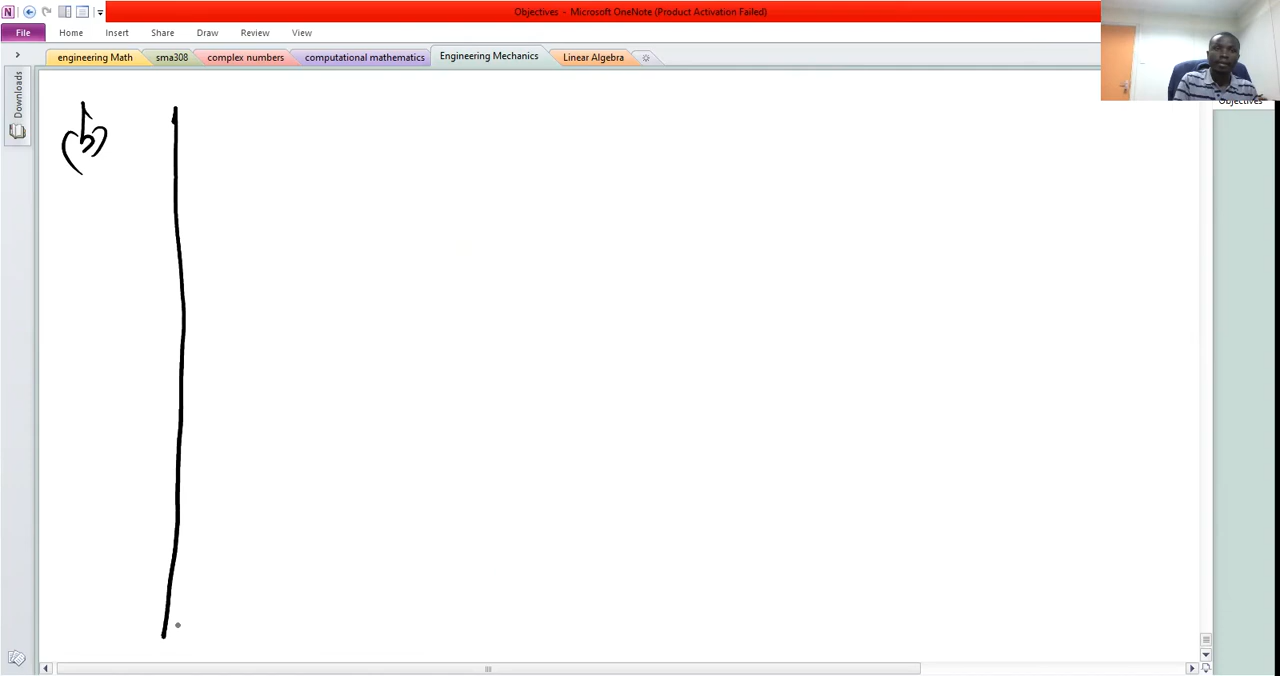 Objectives - Microsoft OneNote (Product Activation Failed)
File Home Insert Share Draw Review View
engineering Math sma308 complex numbers computational mathematics Engineering Mechanics Linear Algebra
Downloads
Objectives
(b)